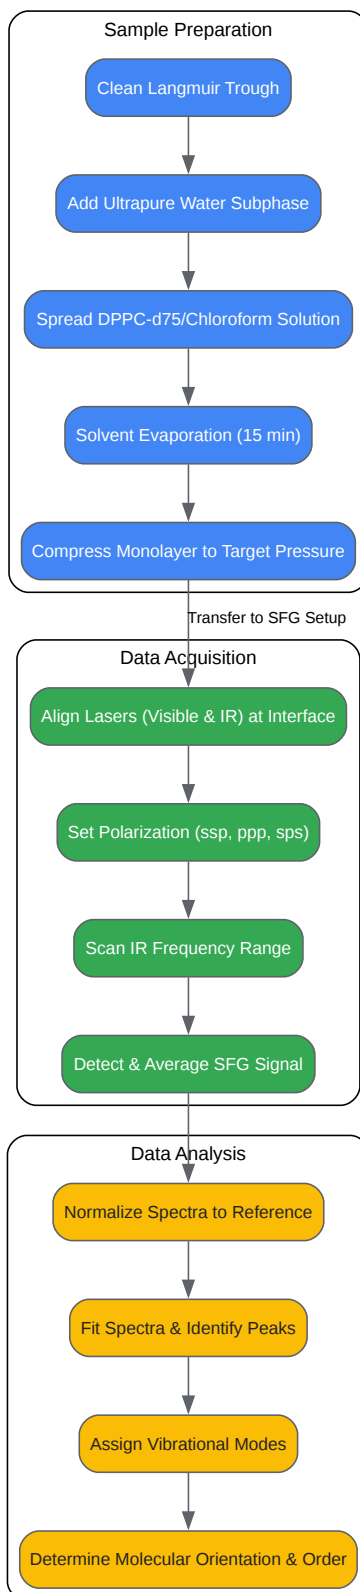 Sample Preparation
Clean Langmuir Trough
Add Ultrapure Water Subphase
Spread DPPC-d75/Chloroform Solution
Solvent Evaporation (15 min)
Compress Monolayer to Target Pressure
Transfer to SFG Setup
Data Acquisition
Align Lasers (Visible & IR) at Interface
Set Polarization (ssp, ppp, sps)
Scan IR Frequency Range
Detect & Average SFG Signal
Data Analysis
Normalize Spectra to Reference
Fit Spectra & Identify Peaks
Assign Vibrational Modes
Determine Molecular Orientation & Order